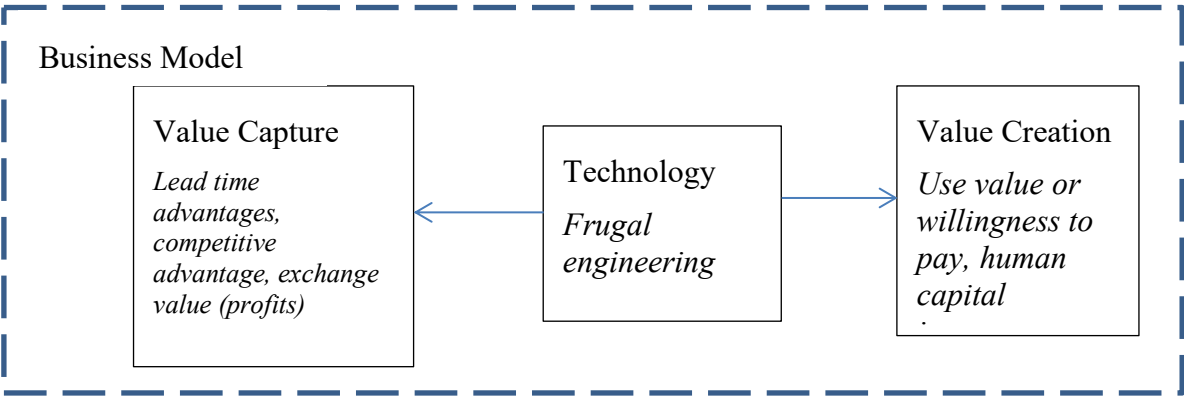 Business Model
Value Capture
Lead time
advantages,
competitive
advantage, exchange
value (profits)
Technology
Frugal
engineering
Value Creation
Use value or
willingness to
pay, human
capital